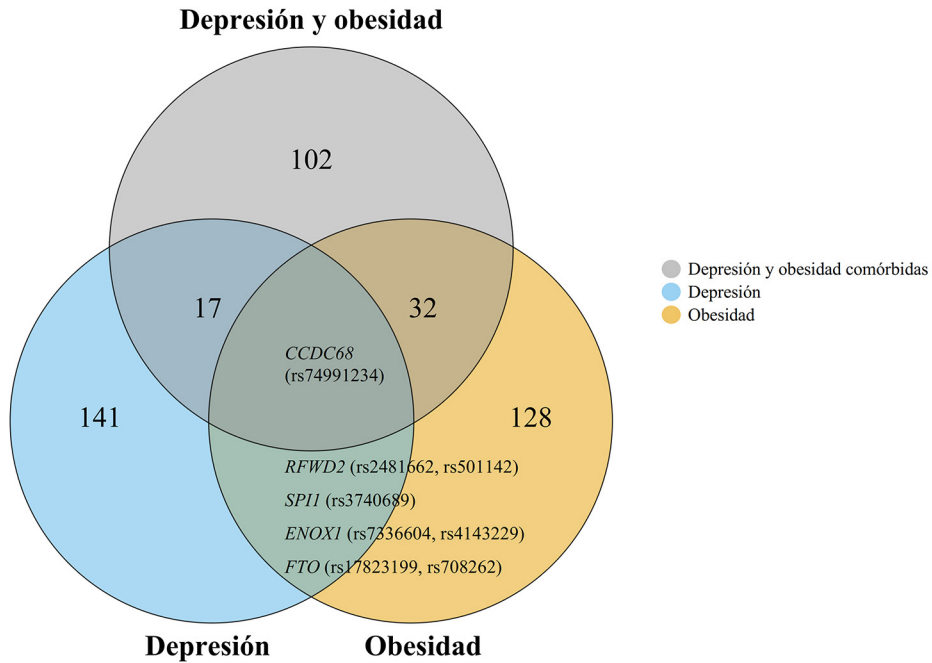 Depresión y obesidad
102
17
32
CCDC68
(rs74991234)
141
128
RFWD2 (rs2481662, rs501142)
SPI1 (rs3740689)
ENOX1 (rs7336604, rs4143229)
FTO (rs17823199, rs708262)
Depresión
Obesidad
Depresión y obesidad comórbidas
Depresión
Obesidad